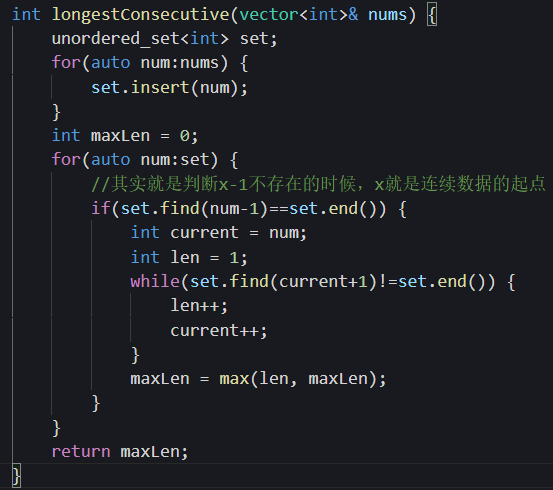 int longestConsecutive(vector<int>& nums) {
    unordered_set<int> set;
    for(auto num:nums) {
        set.insert(num);
    }
    int maxLen = 0;
    for(auto num:set) {
        //其实就是判断x-1不存在的时候，x就是连续数据的起点
        if(set.find(num-1)==set.end()) {
            int current = num;
            int len = 1;
            while(set.find(current+1)!=set.end()) {
                len++;
                current++;
            }
            maxLen = max(len, maxLen);
        }
    }
    return maxLen;
}